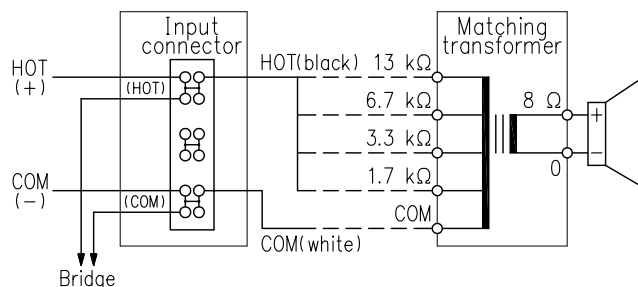 Input
connector
Matching
transformer
HOT
(+)
(HOT)
HOT(black)
13 kΩ
6.7 kΩ
8 Ω
+
3.3 kΩ
−
0
1.7 kΩ
COM
(-)
(COM)
COM
COM(white)
Bridge